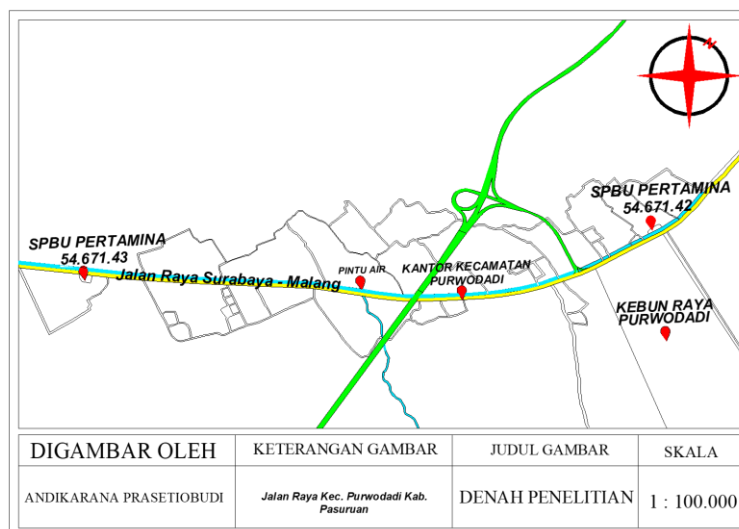 N
SPBU PERTAMINA
54.671.42
SPBU PERTAMINA
54.671.43
Jalan Raya Surabaya - Malang
PINTU AIR
KANTOR KECAMATAN
PURWODADI
KEBUN RAYA
PURWODADI
DIGAMBAR OLEH
KETERANGAN GAMBAR
JUDUL GAMBAR
SKALA
ANDIKARANA PRASETIOBUDI
Jalan Raya Kec. Purwodadi Kab.
Pasuruan
DENAH PENELITIAN
1 : 100.000